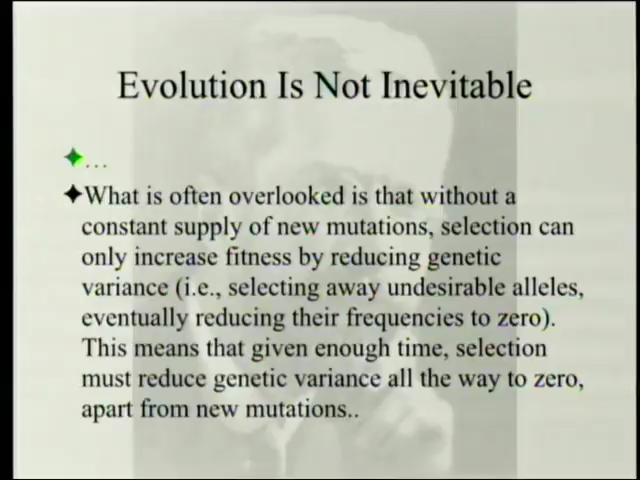 Evolution Is Not Inevitable
...
What is often overlooked is that without a
constant supply of new mutations, selection can
only increase fitness by reducing genetic
variance (i.e., selecting away undesirable alleles,
eventually reducing their frequencies to zero).
This means that given enough time, selection
must reduce genetic variance all the way to zero,
apart from new mutations..